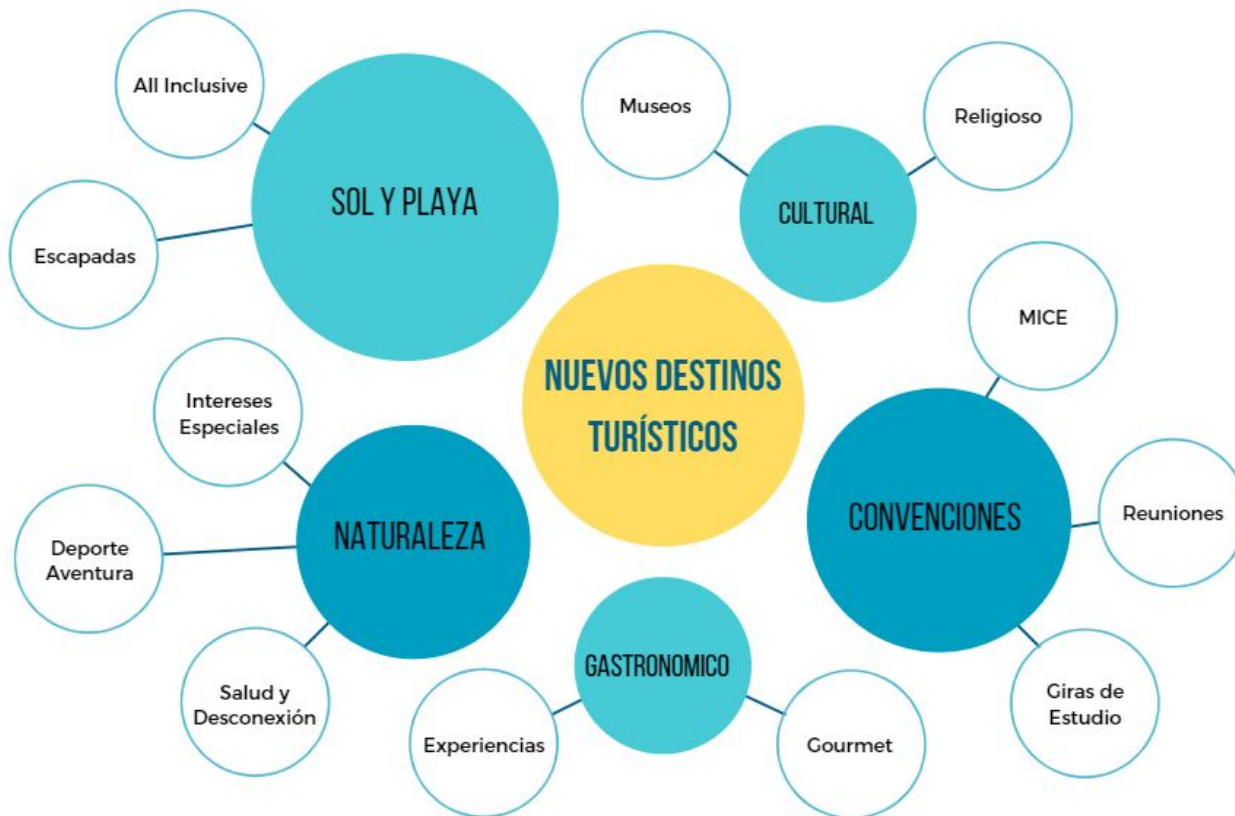 All Inclusive
SOL Y PLAYA
Escapadas
Museos
Religioso
CULTURAL
NUEVOS DESTINOS
TURÍSTICOS
MICE
CONVENCIONES
Reuniones
Giras de
Estudio
Intereses
Especiales
NATURALEZA
Deporte
Aventura
Salud y
Desconexión
GASTRONOMICO
Experiencias
Gourmet